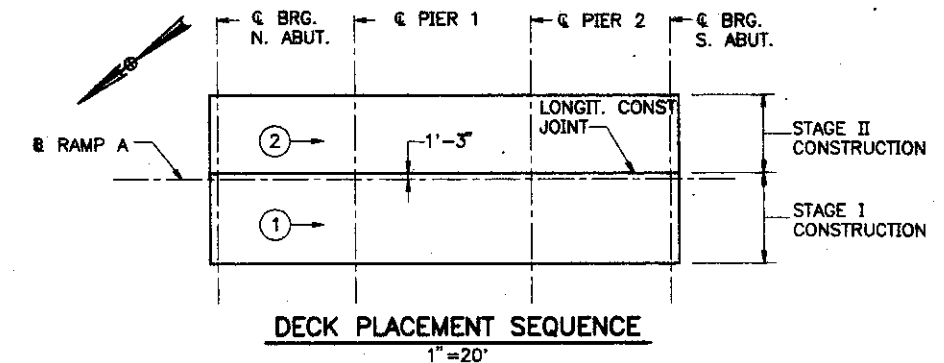 ℄ BRG.
N. ABUT.
℄ PIER 1
℄ PIER 2
℄ BRG.
S. ABUT.
LONGIT. CONST
JOINT
2
1'-3"
STAGE II
CONSTRUCTION
RAMP A
1
STAGE I
CONSTRUCTION
DECK PLACEMENT SEQUENCE
1"=20'